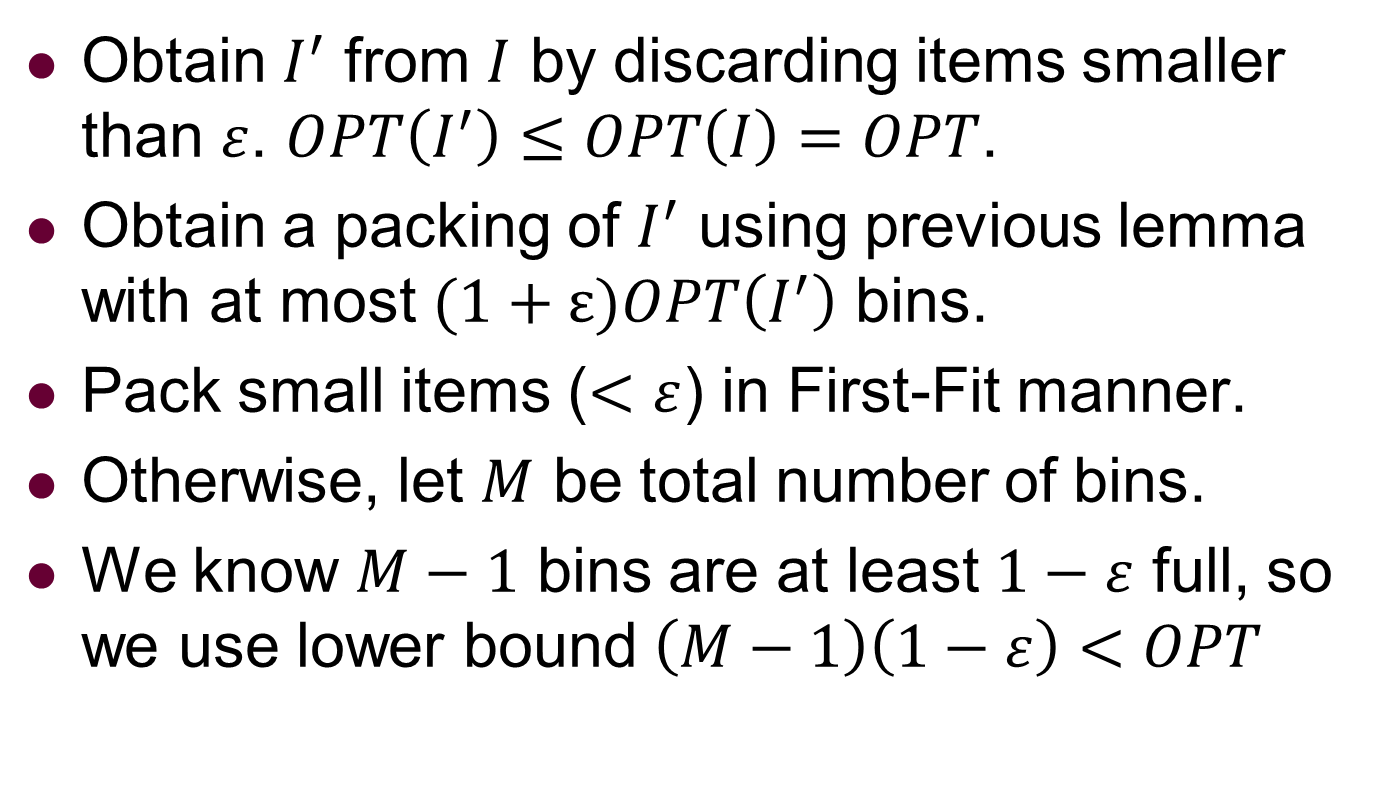 ● Obtain 𝐼′ from 𝐼 by discarding items smaller
than 𝜀. 𝑂𝑃𝑇(𝐼′) ≤ 𝑂𝑃𝑇(𝐼) = 𝑂𝑃𝑇.
● Obtain a packing of 𝐼′ using previous lemma
with at most (1 + ε)𝑂𝑃𝑇(𝐼′) bins.
● Pack small items (< 𝜀) in First-Fit manner.
● Otherwise, let 𝑀 be total number of bins.
● We know 𝑀 − 1 bins are at least 1 − 𝜀 full, so
we use lower bound (𝑀 − 1)(1 − 𝜀) < 𝑂𝑃𝑇